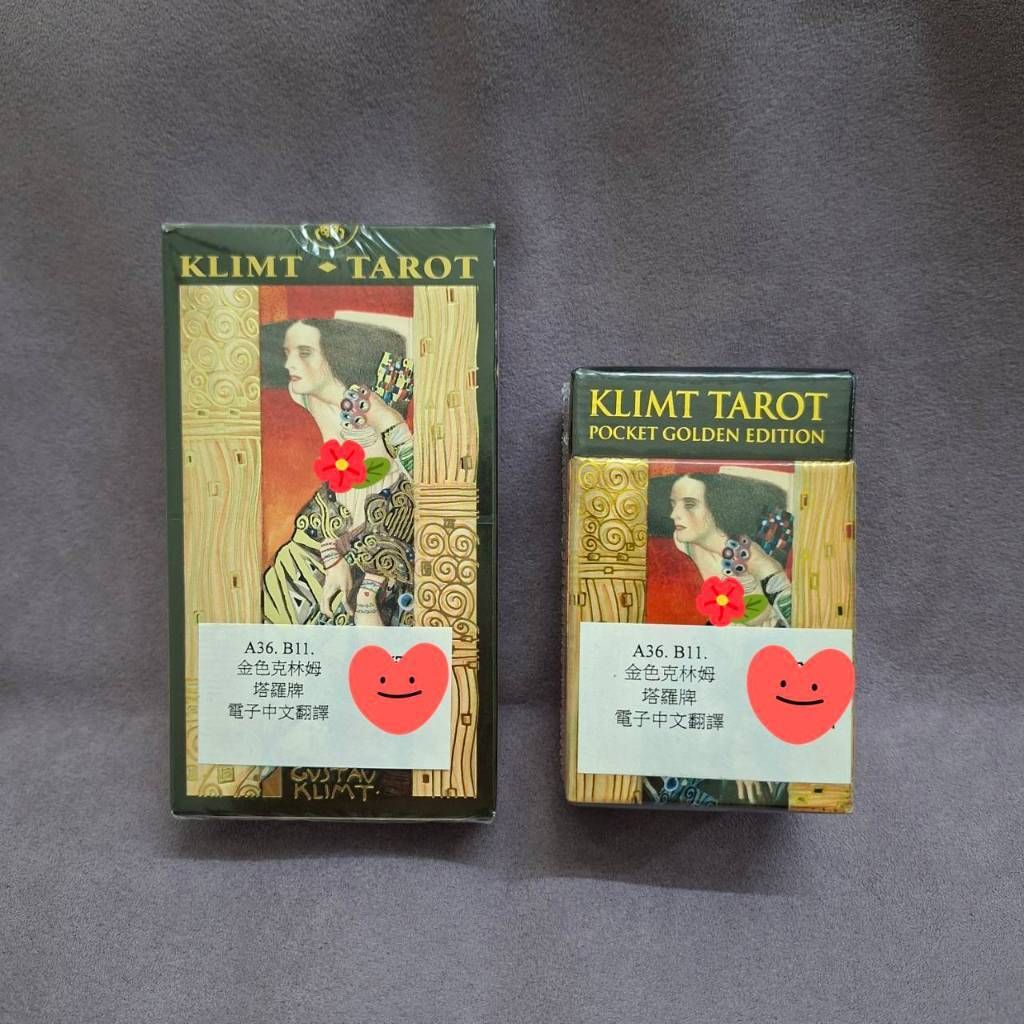 KLIMT ◆ TAROT
A36. B11.
金色克林姆
塔羅牌
電子中文翻譯
GUSTAV
KLIMT.
KLIMT TAROT
POCKET GOLDEN EDITION
A36. B11.
金色克林姆
塔羅牌
電子中文翻譯